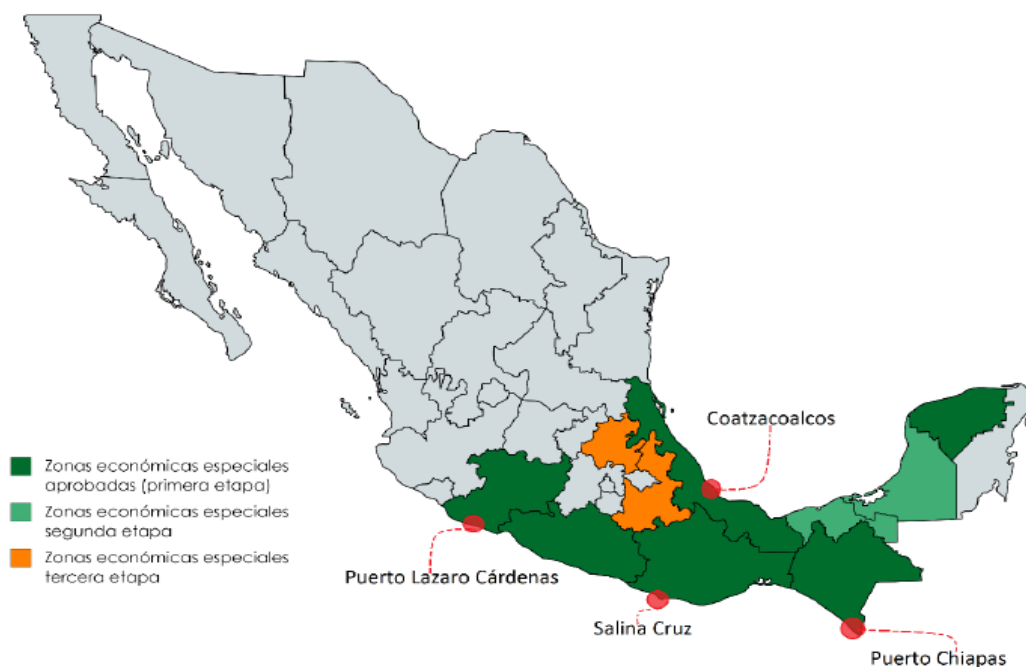 Coatzacoalcos
Zonas económicas especiales
aprobadas (primera etapa)
Zonas económicas especiales
segunda etapa
Zonas económicas especiales
tercera etapa
Puerto Lazaro Cárdenas
Salina Cruz
Puerto Chiapas